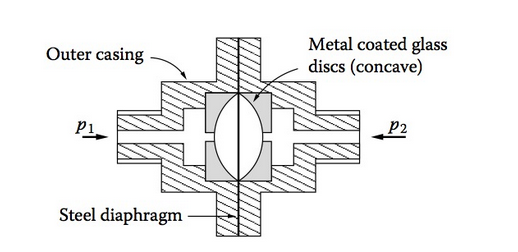 Outer casing
Metal coated glass
discs (concave)
p1
p2
Steel diaphragm